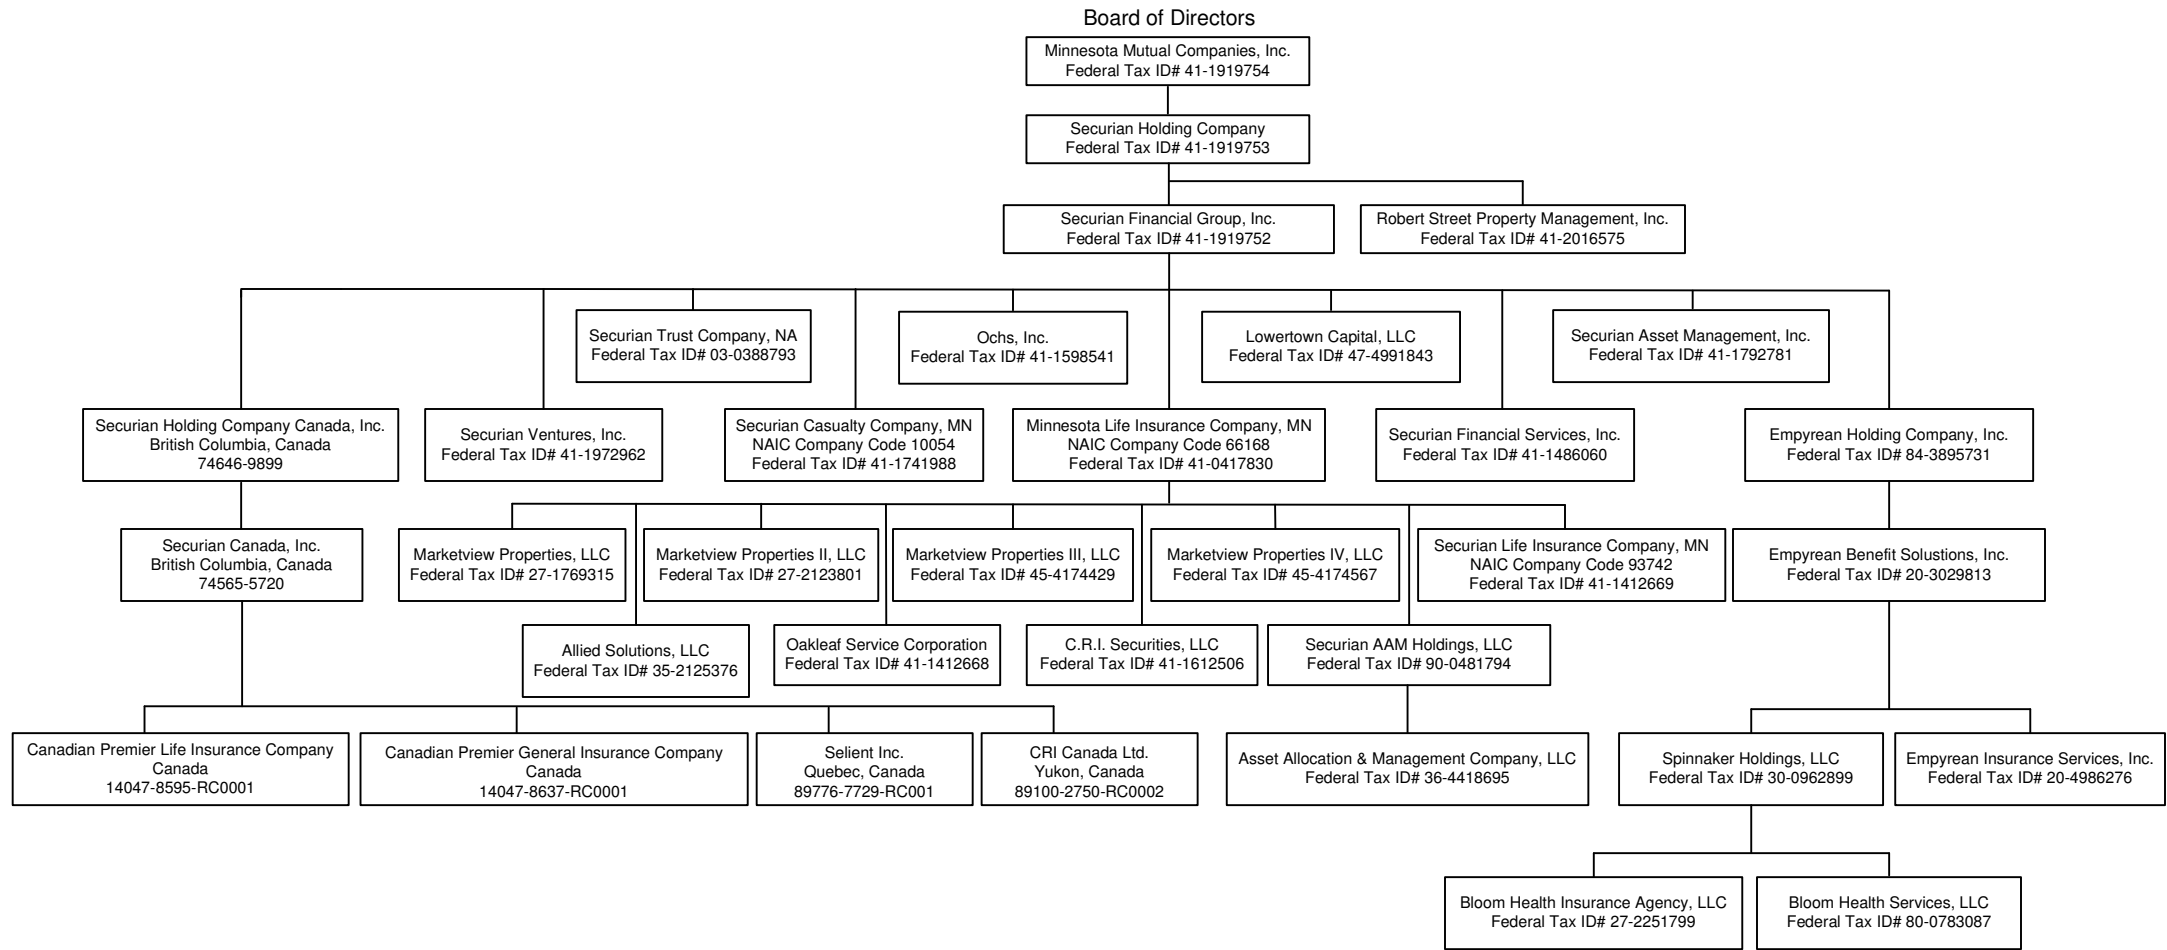 Board of Directors
Minnesota Mutual Companies, Inc.
Federal Tax ID# 41-1919754
Securian Holding Company
Federal Tax ID# 41-1919753
Securian Financial Group, Inc.
Federal Tax ID# 41-1919752
Robert Street Property Management, Inc.
Federal Tax ID# 41-2016575
Securian Trust Company, NA
Federal Tax ID# 03-0388793
Ochs, Inc.
Federal Tax ID# 41-1598541
Lowertown Capital, LLC
Federal Tax ID# 47-4991843
Securian Asset Management, Inc.
Federal Tax ID# 41-1792781
Securian Holding Company Canada, Inc.
British Columbia, Canada
74646-9899
Securian Ventures, Inc.
Federal Tax ID# 41-1972962
Securian Casualty Company, MN
NAIC Company Code 10054
Federal Tax ID# 41-1741988
Minnesota Life Insurance Company, MN
NAIC Company Code 66168
Federal Tax ID# 41-0417830
Securian Financial Services, Inc.
Federal Tax ID# 41-1486060
Empyrean Holding Company, Inc.
Federal Tax ID# 84-3895731
Securian Canada, Inc.
British Columbia, Canada
74565-5720
Marketview Properties, LLC
Federal Tax ID# 27-1769315
Marketview Properties II, LLC
Federal Tax ID# 27-2123801
Marketview Properties III, LLC
Federal Tax ID# 45-4174429
Marketview Properties IV, LLC
Federal Tax ID# 45-4174567
Securian Life Insurance Company, MN
NAIC Company Code 93742
Federal Tax ID# 41-1412669
Empyrean Benefit Solustions, Inc.
Federal Tax ID# 20-3029813
Allied Solutions, LLC
Federal Tax ID# 35-2125376
Oakleaf Service Corporation
Federal Tax ID# 41-1412668
C.R.I. Securities, LLC
Federal Tax ID# 41-1612506
Securian AAM Holdings, LLC
Federal Tax ID# 90-0481794
Canadian Premier Life Insurance Company
Canada
14047-8595-RC0001
Canadian Premier General Insurance Company
Canada
14047-8637-RC0001
Selient Inc.
Quebec, Canada
89776-7729-RC001
CRI Canada Ltd.
Yukon, Canada
89100-2750-RC0002
Asset Allocation & Management Company, LLC
Federal Tax ID# 36-4418695
Spinnaker Holdings, LLC
Federal Tax ID# 30-0962899
Empyrean Insurance Services, Inc.
Federal Tax ID# 20-4986276
Bloom Health Insurance Agency, LLC
Federal Tax ID# 27-2251799
Bloom Health Services, LLC
Federal Tax ID# 80-0783087